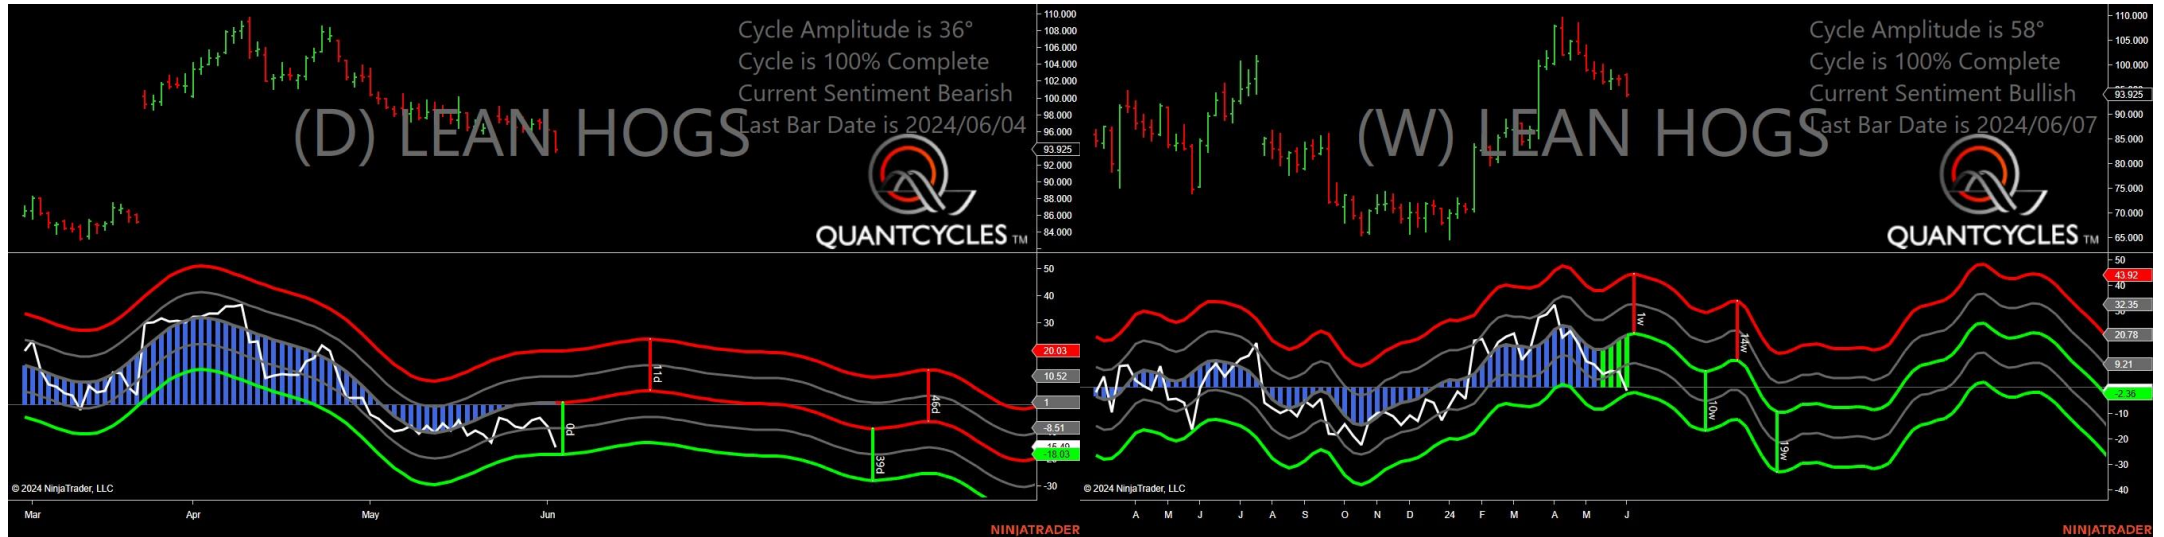 Cycle Amplitude is 36°
Cycle is 100% Complete
Current Sentiment Bearish
Last Bar Date is 2024/06/04
(D) LEAN HOGS
QUANTCYCLES TM
110.000
108.000
106.000
104.000
102.000
100.000
98.000
96.000
93.925
92.000
90.000
88.000
86.000
84.000
50
40
30
20.03
10.52
1
-8.51
-18.03
-30
0d
11d
39d
46d
© 2024 NinjaTrader, LLC
Mar
Apr
May
Jun
NINJATRADER
Cycle Amplitude is 58°
Cycle is 100% Complete
Current Sentiment Bullish
Last Bar Date is 2024/06/07
(W) LEAN HOGS
QUANTCYCLES TM
110.000
105.000
100.000
93.925
90.000
85.000
80.000
75.000
70.000
65.000
50
43.92
40
32.35
20.78
9.21
-2.36
-10
-20
-30
-40
1w
10w
14w
19w
© 2024 NinjaTrader, LLC
A M J J A S O N D 24 F M A M J
NINJATRADER